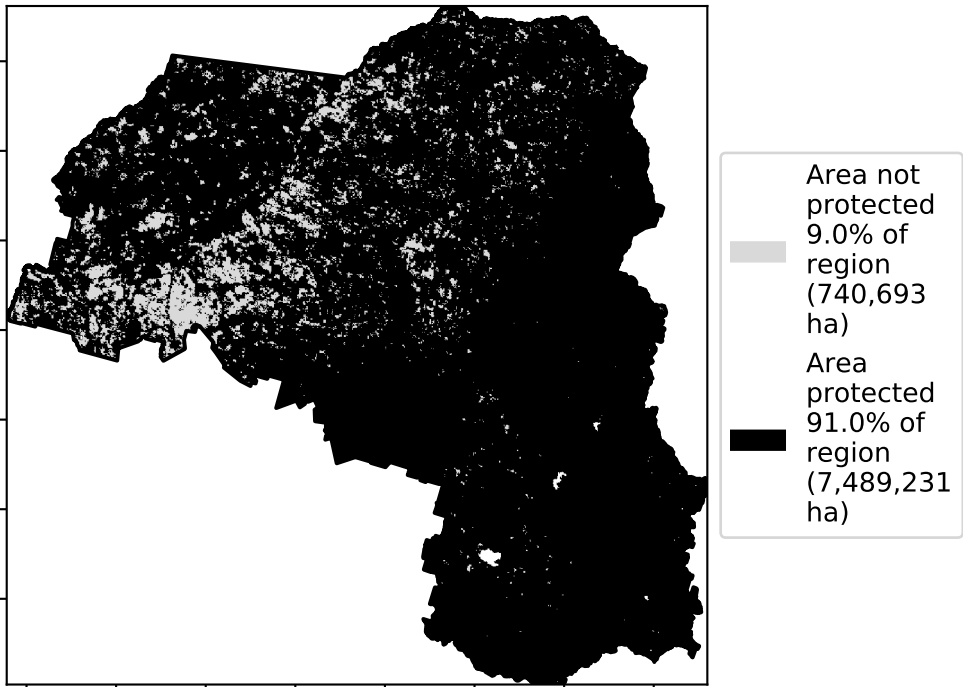 Area not
protected
9.0% of
region
(740,693
ha)
Area
protected
91.0% of
region
(7,489,231
ha)